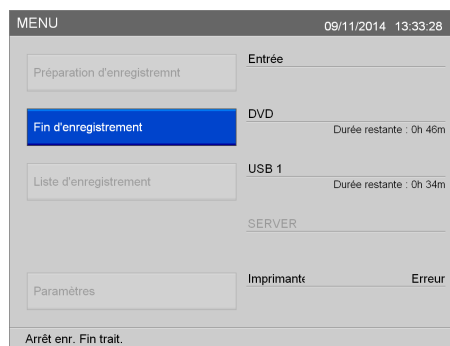 MENU 09/11/2014 13:33:28
Préparation d'enregistremnt
Entrée
Fin d'enregistrement
DVD
Durée restante : 0h 46m
Liste d'enregistrement
USB 1
Durée restante : 0h 34m
SERVER
Paramètres
Imprimante Erreur
Arrêt enr. Fin trait.